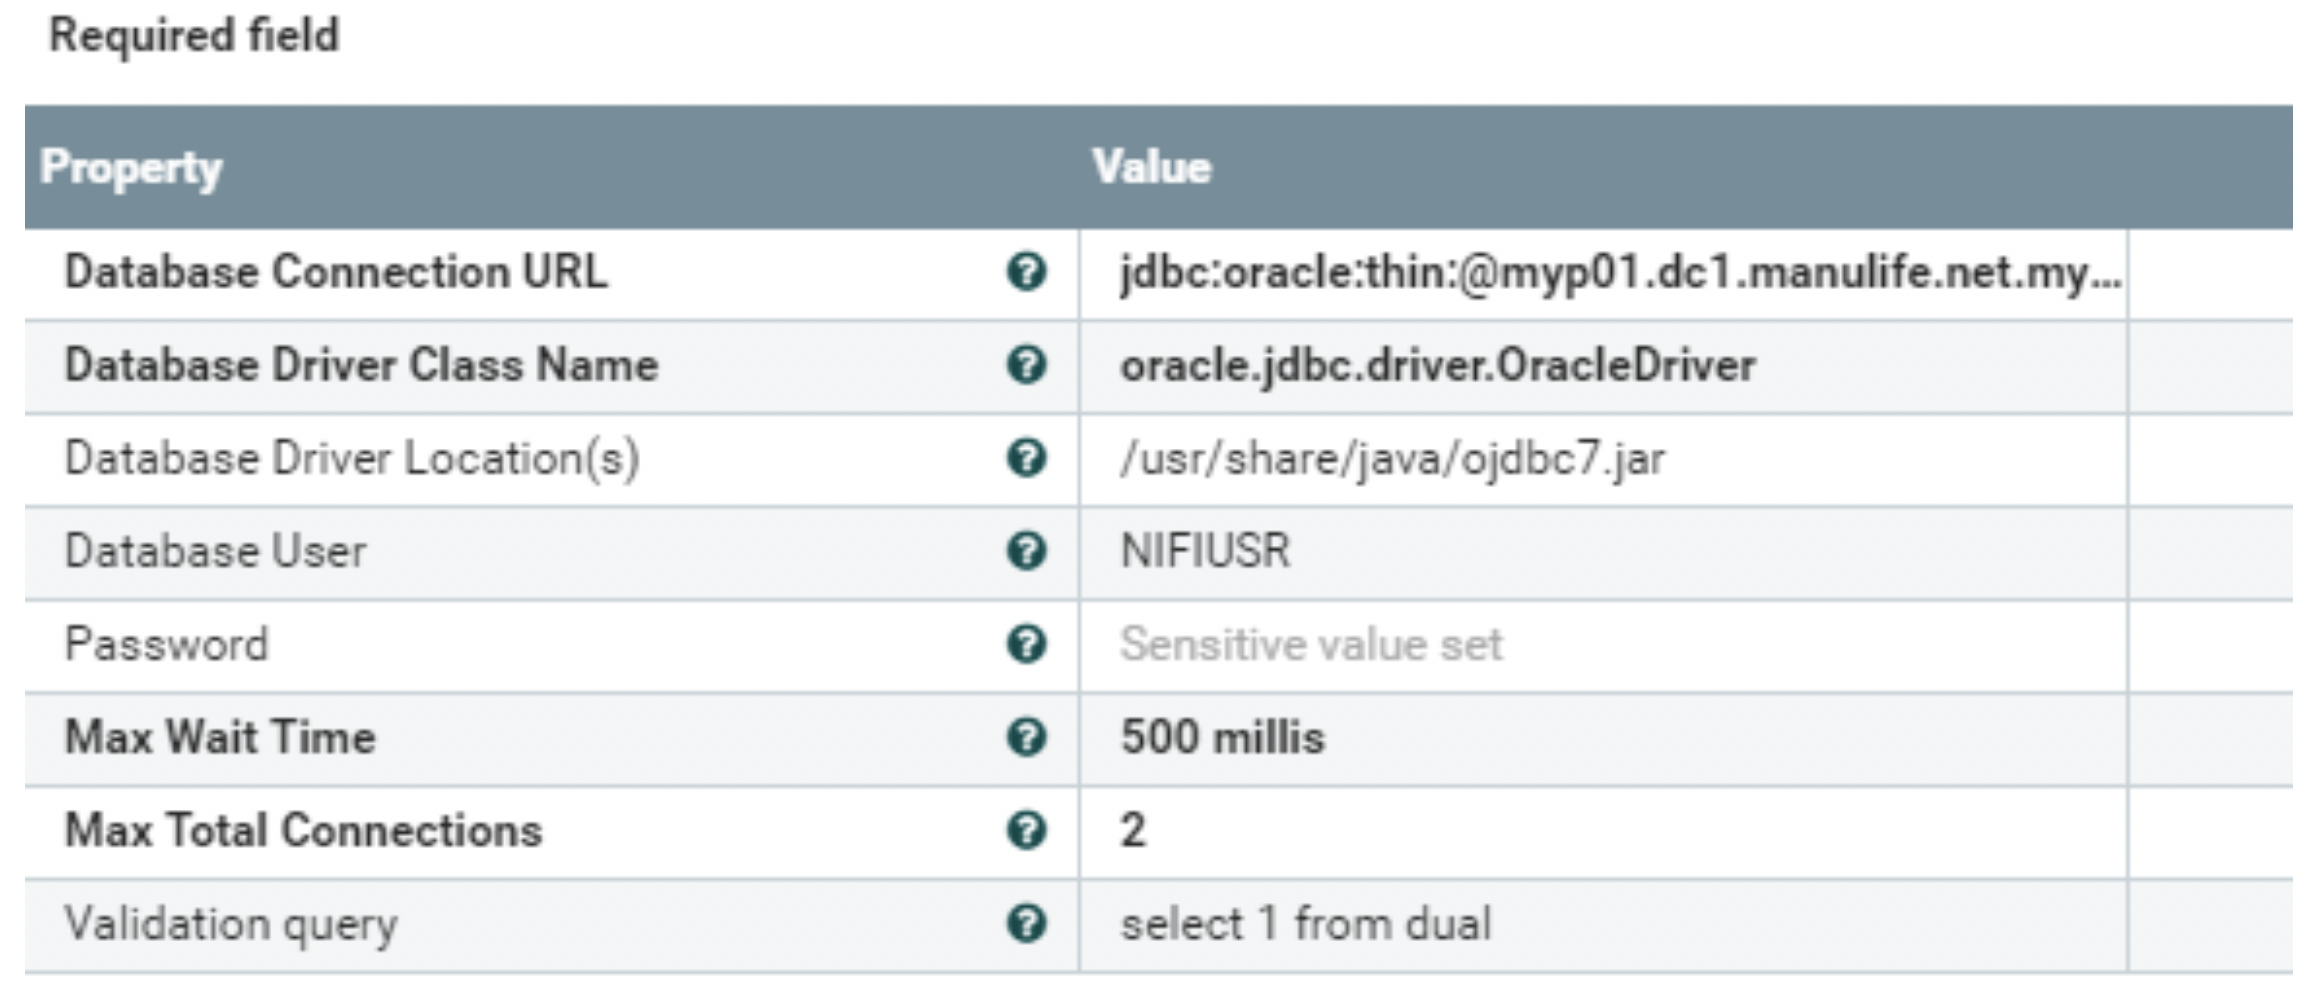 Required field
Property Value
Database Connection URL ? jdbc:oracle:thin:@myp01.dc1.manulife.net.my...
Database Driver Class Name ? oracle.jdbc.driver.OracleDriver
Database Driver Location(s) ? /usr/share/java/ojdbc7.jar
Database User ? NIFIUSR
Password ? Sensitive value set
Max Wait Time ? 500 millis
Max Total Connections ? 2
Validation query ? select 1 from dual